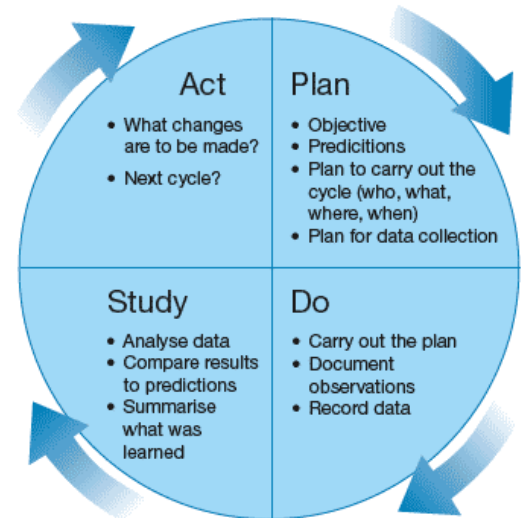 Act
• What changes
are to be made?
• Next cycle?
Plan
• Objective
• Predicitions
• Plan to carry out the
cycle (who, what,
where, when)
• Plan for data collection
Study
• Analyse data
• Compare results
to predictions
• Summarise
what was
learned
Do
• Carry out the plan
• Document
observations
• Record data